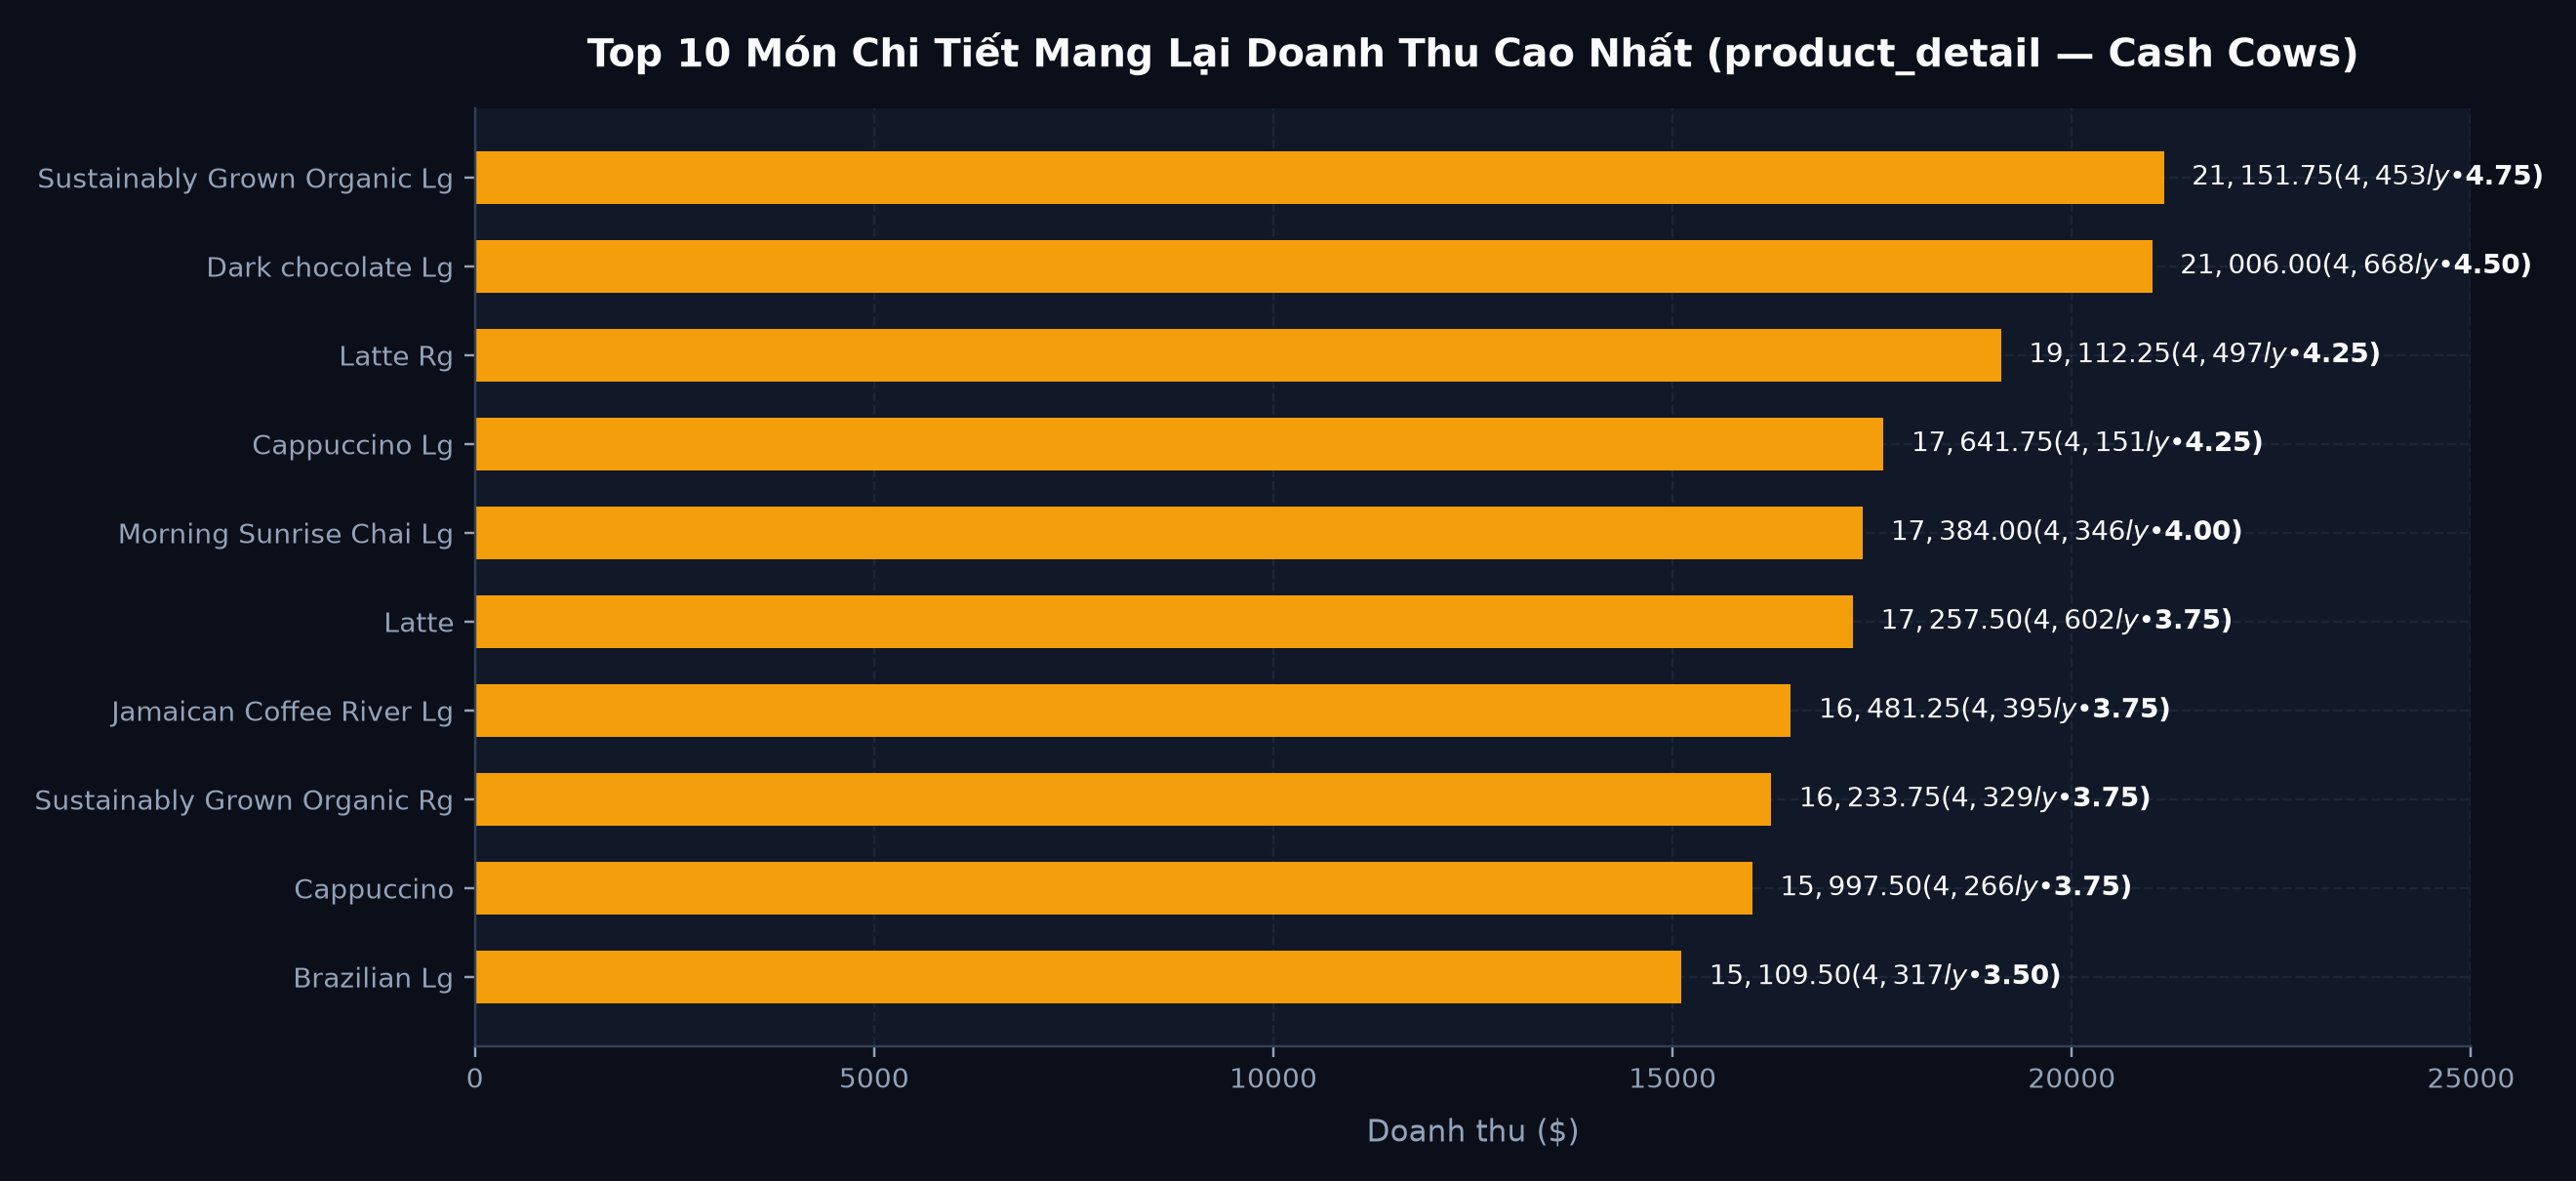 Top 10 Món Chi Tiết Mang Lại Doanh Thu Cao Nhất (product_detail — Cash Cows)
Sustainably Grown Organic Lg 21,151.75(4,453ly•4.75)
Dark chocolate Lg 21,006.00(4,668ly•4.50)
Latte Rg 19,112.25(4,497ly•4.25)
Cappuccino Lg 17,641.75(4,151ly•4.25)
Morning Sunrise Chai Lg 17,384.00(4,346ly•4.00)
Latte 17,257.50(4,602ly•3.75)
Jamaican Coffee River Lg 16,481.25(4,395ly•3.75)
Sustainably Grown Organic Rg 16,233.75(4,329ly•3.75)
Cappuccino 15,997.50(4,266ly•3.75)
Brazilian Lg 15,109.50(4,317ly•3.50)
0 5000 10000 15000 20000 25000
Doanh thu ($)